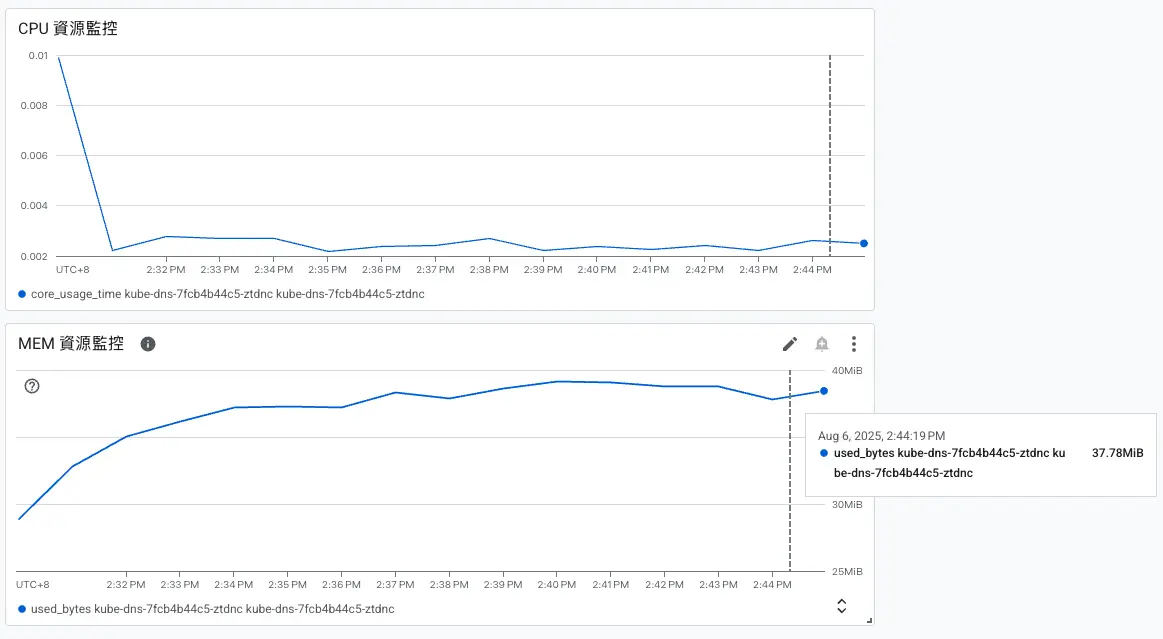 CPU 資源監控
0.01
0.008
0.006
0.004
0.002
UTC+8 2:32 PM 2:33 PM 2:34 PM 2:35 PM 2:36 PM 2:37 PM 2:38 PM 2:39 PM 2:40 PM 2:41 PM 2:42 PM 2:43 PM 2:44 PM
core_usage_time kube-dns-7fcb4b44c5-ztdnc kube-dns-7fcb4b44c5-ztdnc
MEM 資源監控
40MiB
Aug 6, 2025, 2:44:19 PM
used_bytes kube-dns-7fcb4b44c5-ztdnc ku 37.78MiB
be-dns-7fcb4b44c5-ztdnc
30MiB
25MiB
UTC+8 2:32 PM 2:33 PM 2:34 PM 2:35 PM 2:36 PM 2:37 PM 2:38 PM 2:39 PM 2:40 PM 2:41 PM 2:42 PM 2:43 PM 2:44 PM
used_bytes kube-dns-7fcb4b44c5-ztdnc kube-dns-7fcb4b44c5-ztdnc